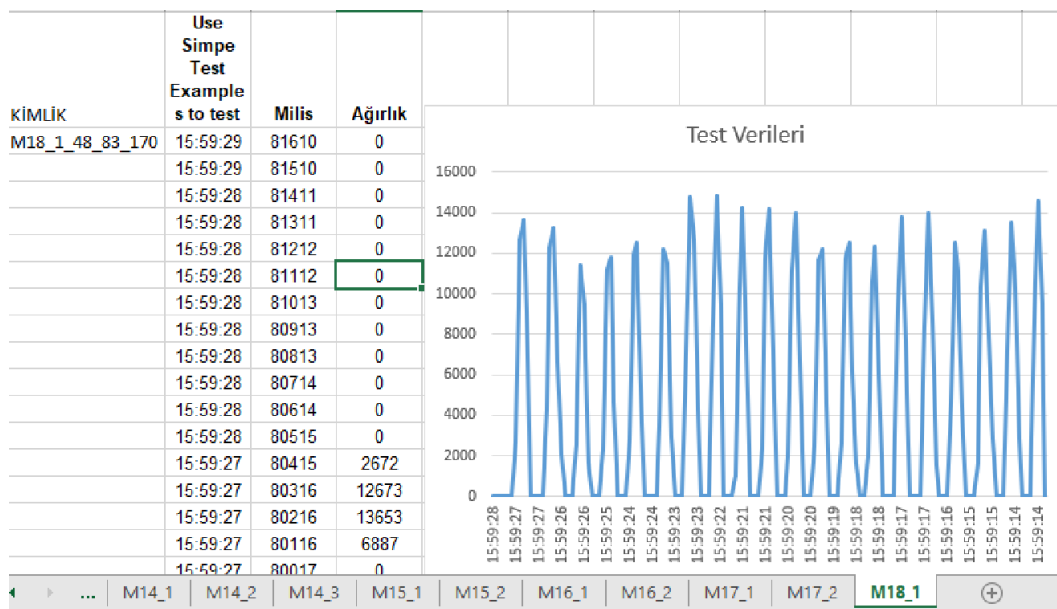 Use
Simpe
Test
Example
KİMLİK s to test Milis Ağırlık
M18_1_48_83_170 15:59:29 81610 0
15:59:29 81510 0
15:59:28 81411 0
15:59:28 81311 0
15:59:28 81212 0
15:59:28 81112 0
15:59:28 81013 0
15:59:28 80913 0
15:59:28 80813 0
15:59:28 80714 0
15:59:28 80614 0
15:59:28 80515 0
15:59:27 80415 2672
15:59:27 80316 12673
15:59:27 80216 13653
15:59:27 80116 6887
15:59:27 80017 0
Test Verileri
16000
14000
12000
10000
8000
6000
4000
2000
0
15:59:28
15:59:27
15:59:27
15:59:26
15:59:26
15:59:25
15:59:24
15:59:24
15:59:23
15:59:23
15:59:22
15:59:21
15:59:21
15:59:20
15:59:20
15:59:19
15:59:18
15:59:18
15:59:17
15:59:17
15:59:16
15:59:15
15:59:15
15:59:14
15:59:14
... M14_1 M14_2 M14_3 M15_1 M15_2 M16_1 M16_2 M17_1 M17_2 M18_1